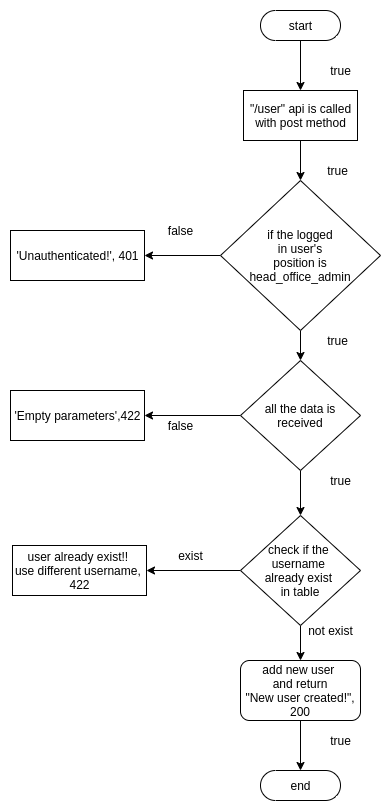 start
true
"/user" api is called
with post method
true
if the logged
in user's
position is
head_office_admin
false
'Unauthenticated!', 401
true
all the data is
received
false
'Empty parameters',422
true
check if the
username
already exist
in table
exist
user already exist!!
use different username,
422
not exist
add new user
and return
"New user created!",
200
true
end